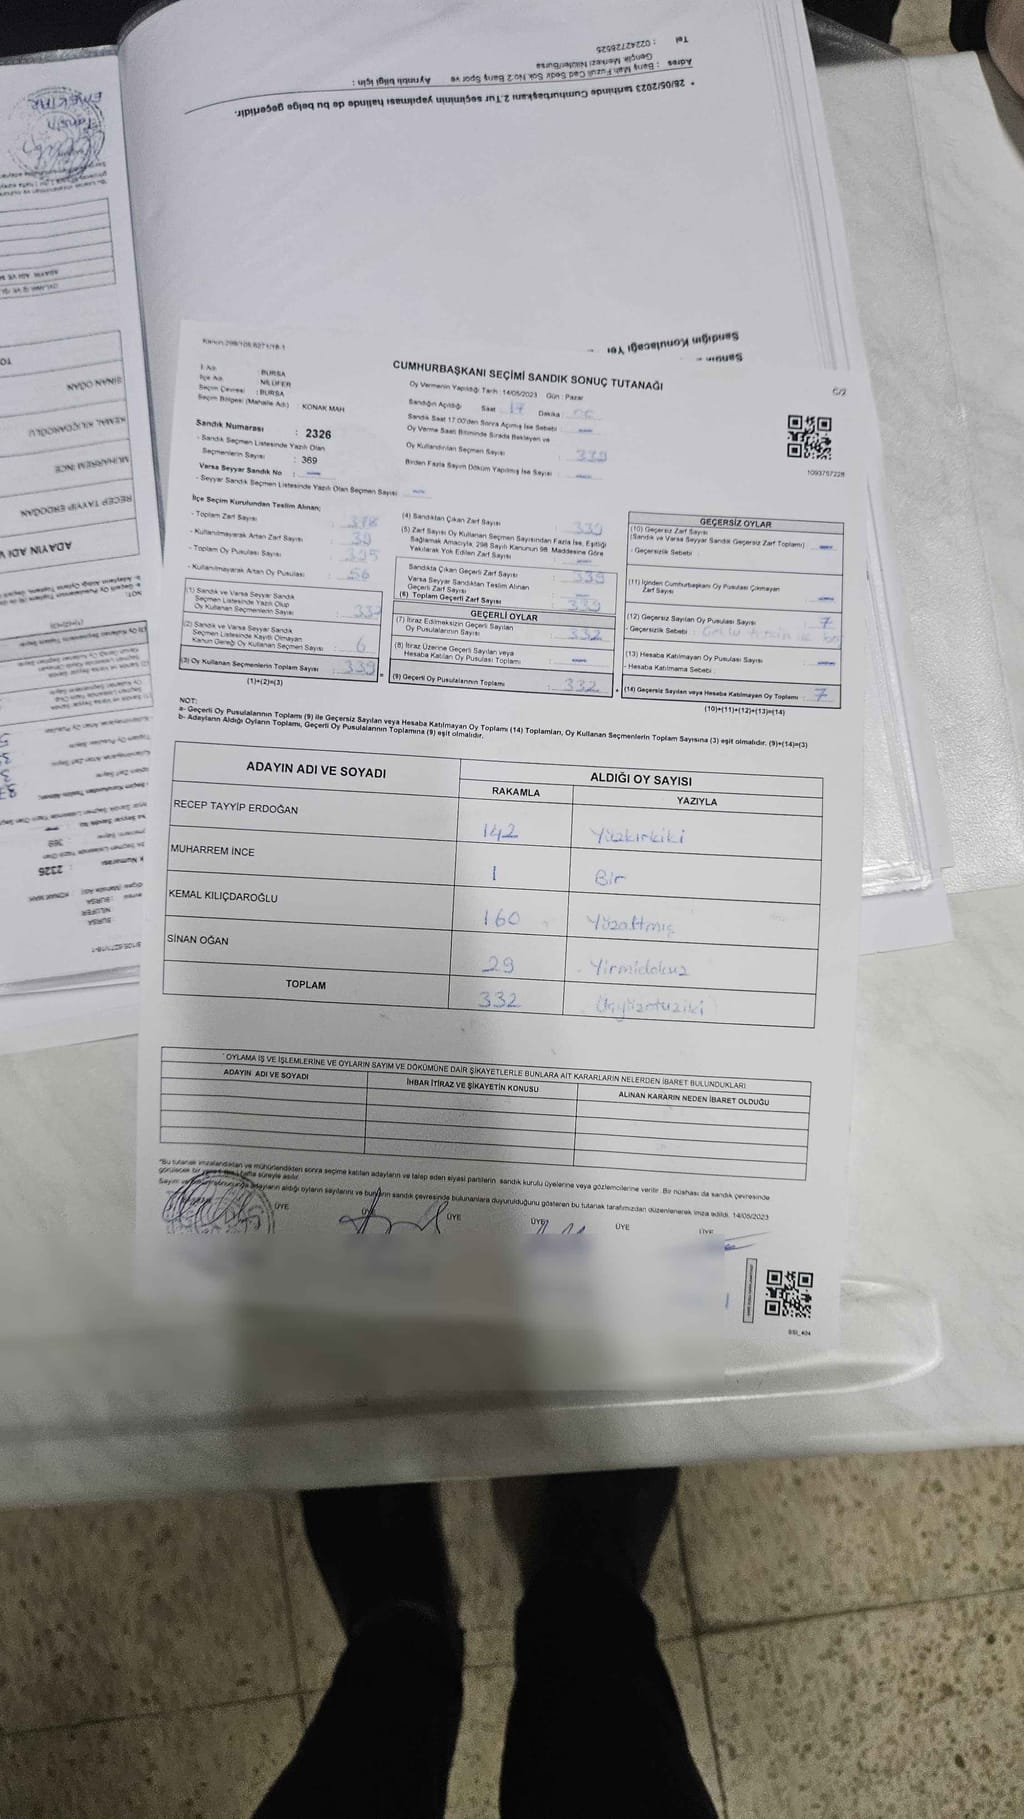 * 28/05/2023 tarihinde Cumhurbaşkanı 2.Tur seçiminin yapılması halinde de bu belge geçerlidir.
Ayrıntılı bilgi için :
Adres : Barış Mah.Fuzuli Cad.Sedir Sok.No:2 Barış Spor ve
Gençlik Merkezi Nilüfer/Bursa
Tel : 02242728525
Sandığın Konulacağı Yer :
CUMHURBAŞKANI SEÇİMİ SANDIK SONUÇ TUTANAĞI
İl Adı : BURSA
İlçe Adı : NİLÜFER
Seçim Çevresi : BURSA
Seçim Bölgesi (Mahalle Adı) : KONAK MAH
Sandık Numarası : 2326
- Sandık Seçmen Listesinde Yazılı Olan
Seçmenlerin Sayısı : 369
Varsa Seyyar Sandık No :
- Seyyar Sandık Seçmen Listesinde Yazılı Olan Seçmen Sayısı :
Oy Vermenin Yapıldığı Tarih : 14/05/2023 Gün : Pazar
Sandığın Açıldığı Saat : 17 Dakika :
Sandık Saat 17:00'den Sonra Açılmış İse Sebebi :
Oy Verme Saati Bitiminde Sırada Bekleyen ve
Oy Kullandırılan Seçmen Sayısı : 339
Birden Fazla Sayım Döküm Yapılmış İse Sayısı :
1093757228
İlçe Seçim Kurulundan Teslim Alınan;
- Toplam Zarf Sayısı : 378
- Kullanılmayarak Artan Zarf Sayısı : 39
- Toplam Oy Pusulası Sayısı : 395
- Kullanılmayarak Artan Oy Pusulası : 56
(1) Sandık ve Varsa Seyyar Sandık
Seçmen Listesinde Yazılı Olup
Oy Kullanan Seçmenlerin Sayısı
(2) Sandık ve Varsa Seyyar Sandık
Seçmen Listesinde Kayıtlı Olmayan
Kanun Gereği Oy Kullanan Seçmen Sayısı : 6
(3) Oy Kullanan Seçmenlerin Toplam Sayısı : 339
(1)+(2)=(3)
(4) Sandıktan Çıkan Zarf Sayısı : 339
(5) Zarf Sayısı Oy Kullanan Seçmen Sayısından Fazla İse, Eşitliği
Sağlamak Amacıyla, 298 Sayılı Kanunun 98. Maddesine Göre
Yakılarak Yok Edilen Zarf Sayısı
Sandıkta Çıkan Geçerli Zarf Sayısı : 339
Varsa Seyyar Sandıktan Teslim Alınan
Geçerli Zarf Sayısı
(6) Toplam Geçerli Zarf Sayısı : 339
GEÇERLİ OYLAR
(7) İtiraz Edilmeksizin Geçerli Sayılan
Oy Pusulalarının Sayısı : 332
(8) İtiraz Üzerine Geçerli Sayılan veya
Hesaba Katılan Oy Pusulası Toplamı :
(9) Geçerli Oy Pusulalarının Toplamı : 332
GEÇERSİZ OYLAR
(10) Geçersiz Zarf Sayısı
(Sandık ve Varsa Seyyar Sandık Geçersiz Zarf Toplamı) :
- Geçersizlik Sebebi :
(11) İçinden Cumhurbaşkanı Oy Pusulası Çıkmayan
Zarf Sayısı :
(12) Geçersiz Sayılan Oy Pusulası Sayısı : 7
- Geçersizlik Sebebi :
(13) Hesaba Katılmayan Oy Pusulası Sayısı :
- Hesaba Katılmama Sebebi :
(14) Geçersiz Sayılan veya Hesaba Katılmayan Oy Toplamı : 7
(10)+(11)+(12)+(13)=(14)
NOT:
a- Geçerli Oy Pusulalarının Toplamı (9) ile Geçersiz Sayılan veya Hesaba Katılmayan Oy Toplamı (14) Toplamları, Oy Kullanan Seçmenlerin Toplam Sayısına (3) eşit olmalıdır. (9)+(14)=(3)
b- Adayların Aldığı Oyların Toplamı, Geçerli Oy Pusulalarının Toplamına (9) eşit olmalıdır.
ADAYIN ADI VE SOYADI ALDIĞI OY SAYISI
RAKAMLA YAZIYLA
RECEP TAYYİP ERDOĞAN 142 Yüzkırkiki
MUHARREM İNCE 1 Bir
KEMAL KILIÇDAROĞLU 160 Yüzaltmış
SİNAN OĞAN 29 Yirmidokuz
TOPLAM 332 Üçyüzotuziki
* OYLAMA İŞ VE İŞLEMLERİNE VE OYLARIN SAYIM VE DÖKÜMÜNE DAİR ŞİKAYETLERLE BUNLARA AİT KARARLARIN NELERDEN İBARET BULUNDUKLARI
ADAYIN ADI VE SOYADI İHBAR İTİRAZ VE ŞİKAYETİN KONUSU ALINAN KARARIN NEDEN İBARET OLDUĞU
*Bu tutanak imzalandıktan ve mühürlendikten sonra seçime katılan adayların ve talep eden siyasi partilerin sandık kurulu üyelerine veya gözlemcilerine verilir. Bir nüshası da sandık çevresinde
görülecek bir yere hafta süreyle asılır.
Sayım ve adayların aldığı oyların sayılarını ve bunların sandık çevresinde bulunanlara duyurulduğunu gösteren bu tutanak tarafımızdan düzenlenerek imza edildi. 14/05/2023
ÜYE ÜYE ÜYE ÜYE ÜYE ÜYE
SSI_404